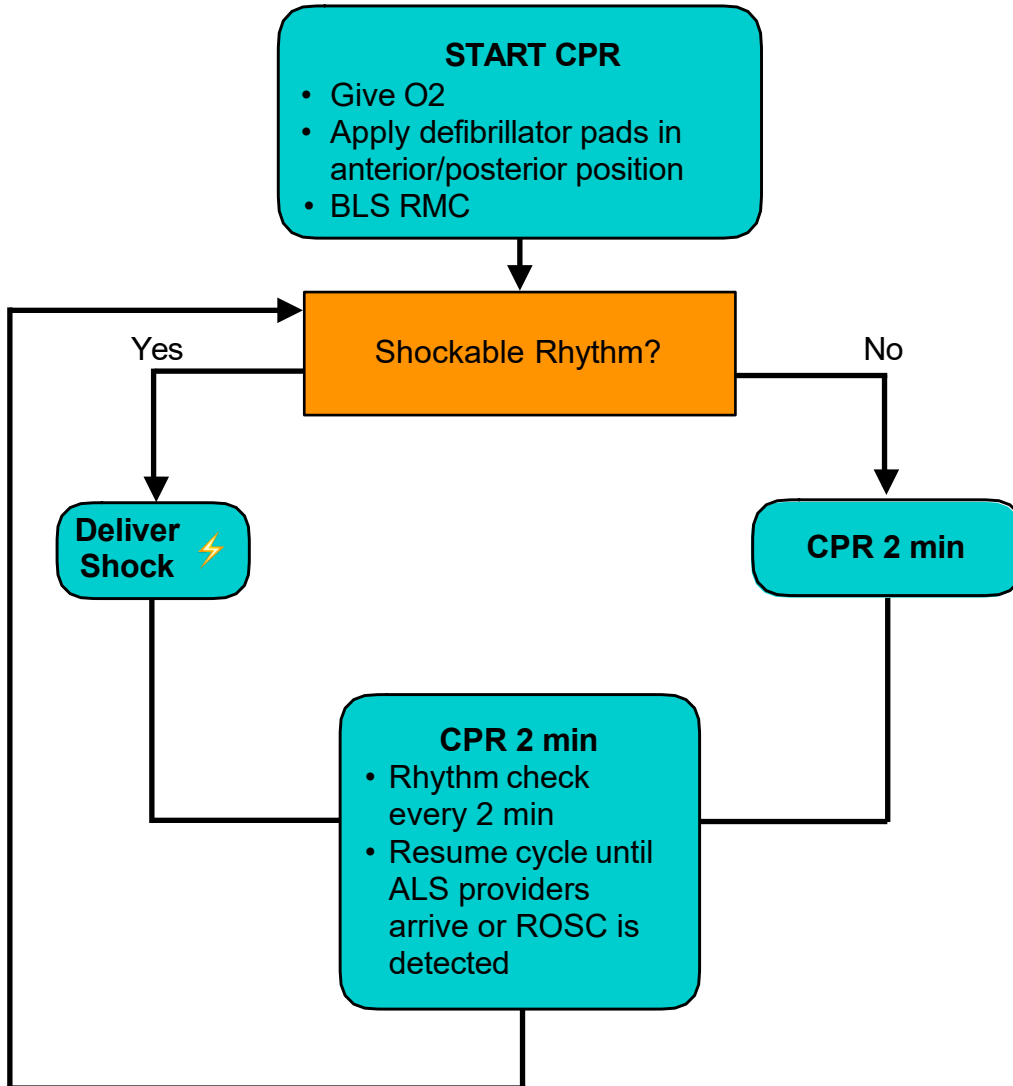 START CPR
• Give O2
• Apply defibrillator pads in
anterior/posterior position
• BLS RMC
Shockable Rhythm?
Yes
No
Deliver
Shock ⚡
CPR 2 min
CPR 2 min
• Rhythm check
every 2 min
• Resume cycle until
ALS providers
arrive or ROSC is
detected